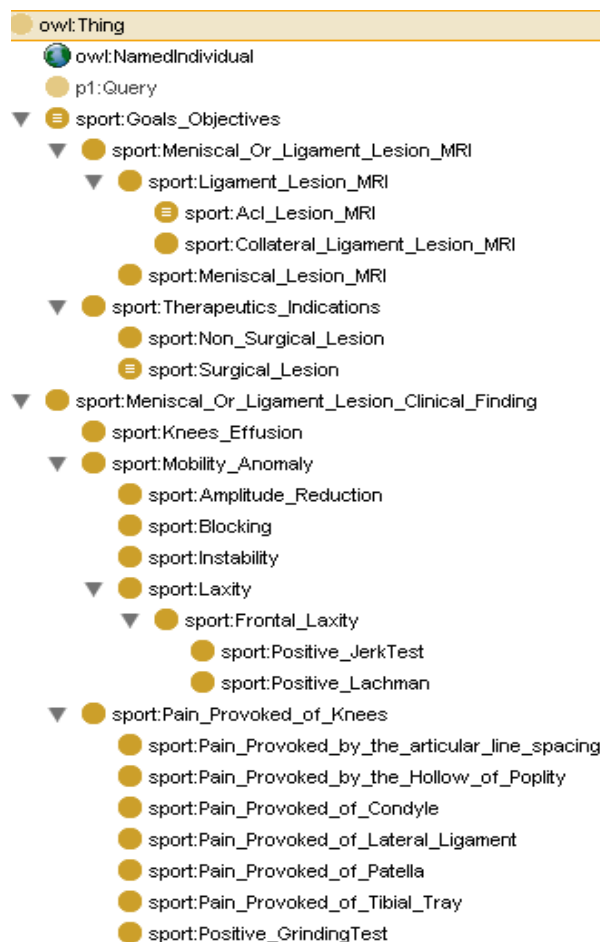 owl:Thing
owl:NamedIndividual
p1:Query
sport:Goals_Objectives
sport:Meniscal_Or_Ligament_Lesion_MRI
sport:Ligament_Lesion_MRI
sport:Acl_Lesion_MRI
sport:Collateral_Ligament_Lesion_MRI
sport:Meniscal_Lesion_MRI
sport:Therapeutics_Indications
sport:Non_Surgical_Lesion
sport:Surgical_Lesion
sport:Meniscal_Or_Ligament_Lesion_Clinical_Finding
sport:Knees_Effusion
sport:Mobility_Anomaly
sport:Amplitude_Reduction
sport:Blocking
sport:Instability
sport:Laxity
sport:Frontal_Laxity
sport:Positive_JerkTest
sport:Positive_Lachman
sport:Pain_Provoked_of_Knees
sport:Pain_Provoked_by_the_articular_line_spacing
sport:Pain_Provoked_by_the_Hollow_of_Poplity
sport:Pain_Provoked_of_Condyle
sport:Pain_Provoked_of_Lateral_Ligament
sport:Pain_Provoked_of_Patella
sport:Pain_Provoked_of_Tibial_Tray
sport:Positive_GrindingTest